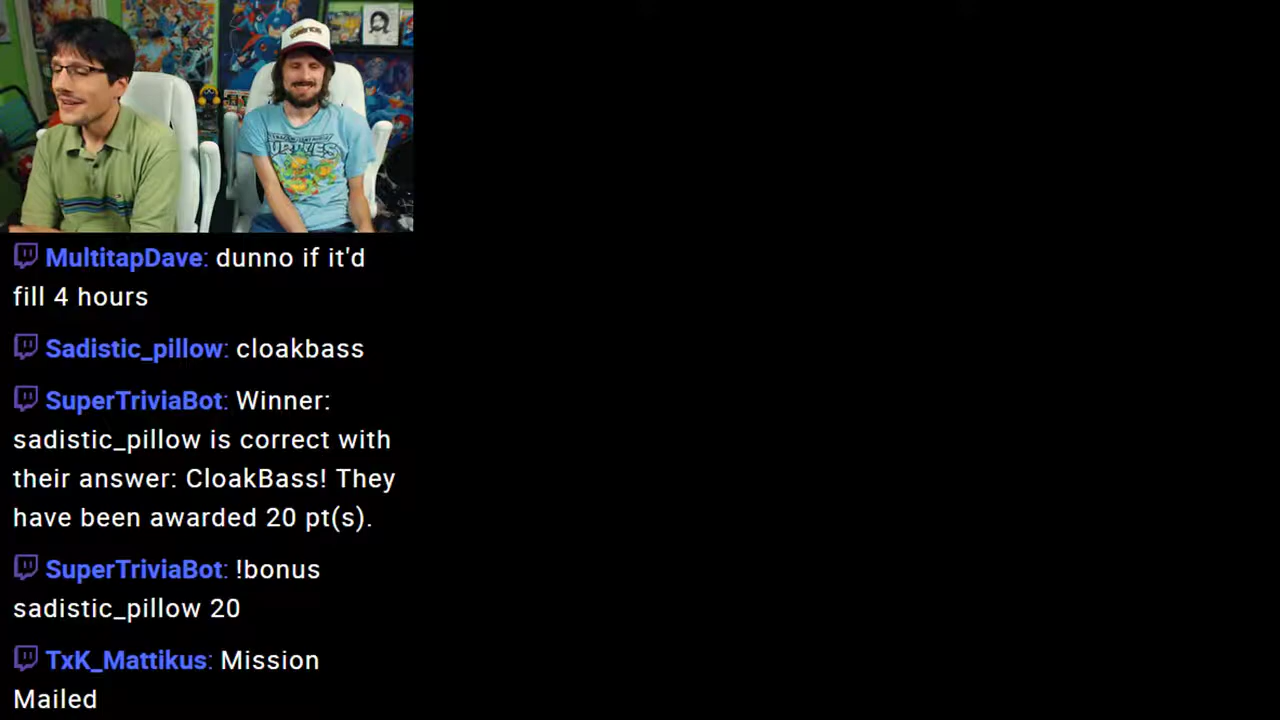 TURTLES
MultitapDave: dunno if it'd
fill 4 hours
Sadistic_pillow: cloakbass
SuperTriviaBot: Winner:
sadistic_pillow is correct with
their answer: CloakBass! They
have been awarded 20 pt(s).
SuperTriviaBot: !bonus
sadistic_pillow 20
TxK_Mattikus: Mission
Mailed